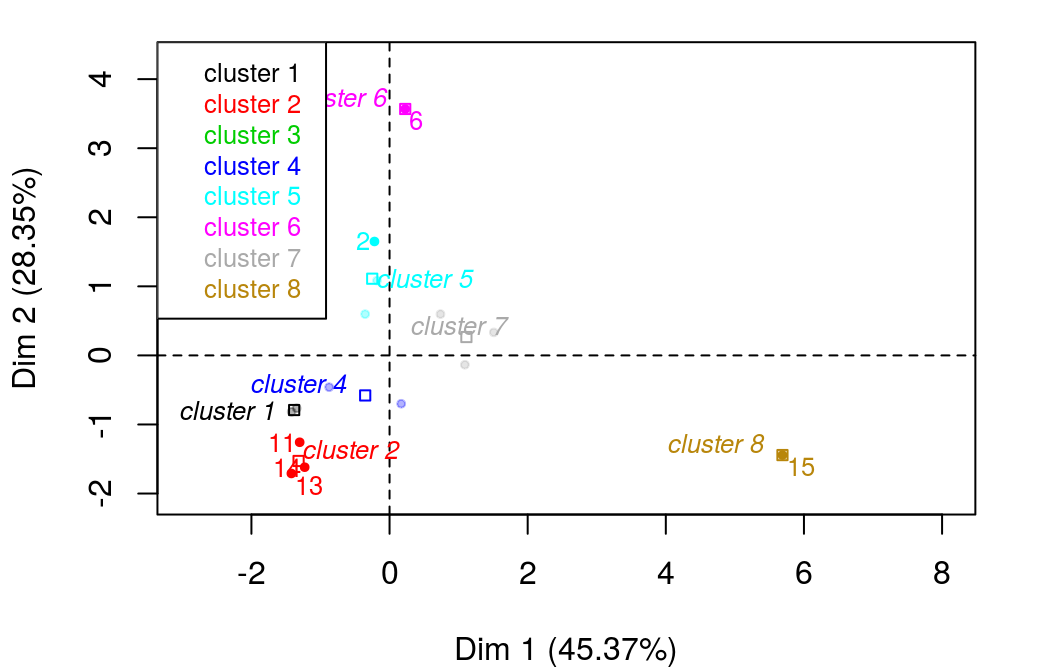 cluster 1
cluster 2
cluster 3
cluster 4
cluster 5
cluster 6
cluster 7
cluster 8
ster 6
6
2
cluster 5
cluster 7
cluster 4
cluster 1
11
cluster 2
14
13
cluster 8
15
4
3
2
1
0
-1
-2
Dim 2 (28.35%)
-2
0
2
4
6
8
Dim 1 (45.37%)